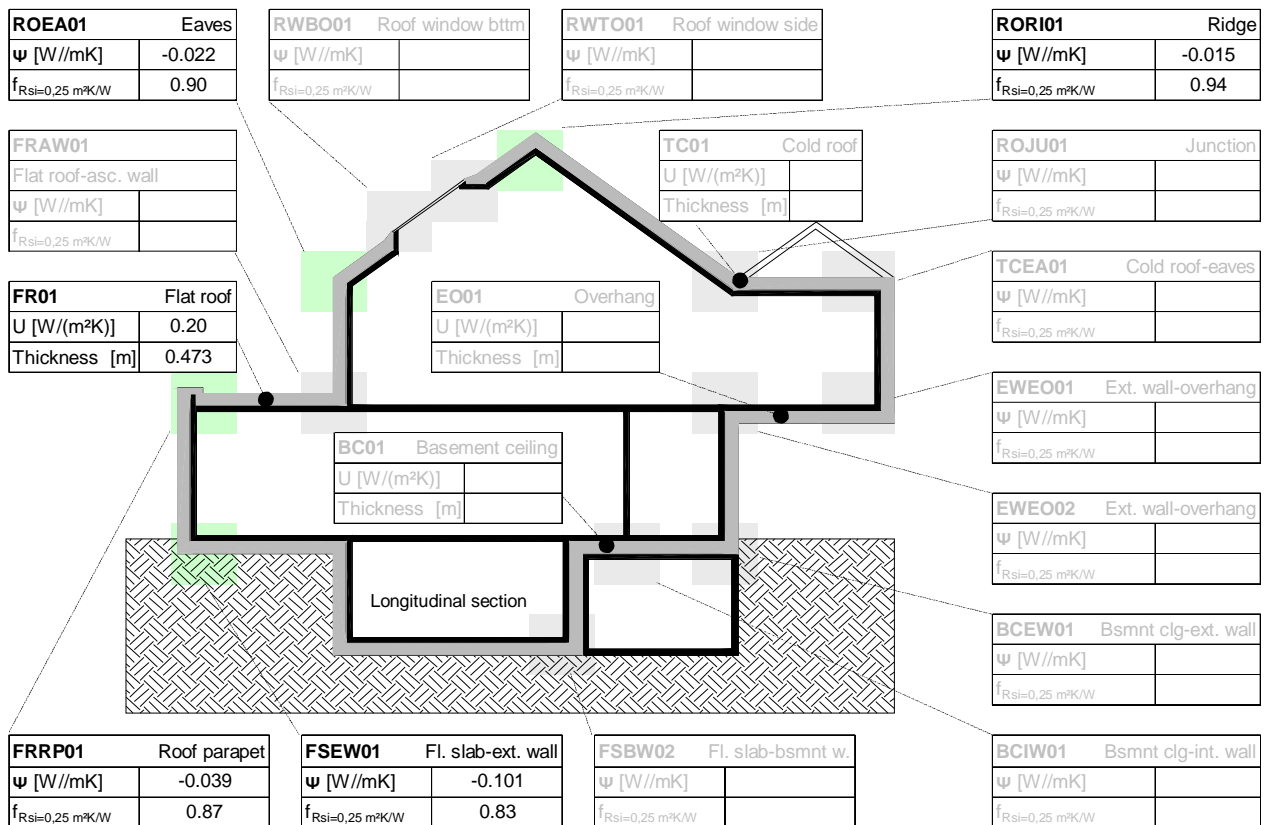 ROEA01 Eaves
Ψ [W//mK] -0.022
fRsi=0,25 m²K/W 0.90
RWBO01 Roof window bttm
Ψ [W//mK]
fRsi=0,25 m²K/W
RWTO01 Roof window side
Ψ [W//mK]
fRsi=0,25 m²K/W
RORI01 Ridge
Ψ [W//mK] -0.015
fRsi=0,25 m²K/W 0.94
FRAW01
Flat roof-asc. wall
Ψ [W//mK]
fRsi=0,25 m²K/W
TC01 Cold roof
U [W/(m²K)]
Thickness [m]
ROJU01 Junction
Ψ [W//mK]
fRsi=0,25 m²K/W
FR01 Flat roof
U [W/(m²K)] 0.20
Thickness [m] 0.473
EO01 Overhang
U [W/(m²K)]
Thickness [m]
TCEA01 Cold roof-eaves
Ψ [W//mK]
fRsi=0,25 m²K/W
EWEO01 Ext. wall-overhang
Ψ [W//mK]
fRsi=0,25 m²K/W
BC01 Basement ceiling
U [W/(m²K)]
Thickness [m]
EWEO02 Ext. wall-overhang
Ψ [W//mK]
fRsi=0,25 m²K/W
Longitudinal section
BCEW01 Bsmnt clg-ext. wall
Ψ [W//mK]
fRsi=0,25 m²K/W
FRRP01 Roof parapet
Ψ [W//mK] -0.039
fRsi=0,25 m²K/W 0.87
FSEW01 Fl. slab-ext. wall
Ψ [W//mK] -0.101
fRsi=0,25 m²K/W 0.83
FSBW02 Fl. slab-bsmnt w.
Ψ [W//mK]
fRsi=0,25 m²K/W
BCIW01 Bsmnt clg-int. wall
Ψ [W//mK]
fRsi=0,25 m²K/W